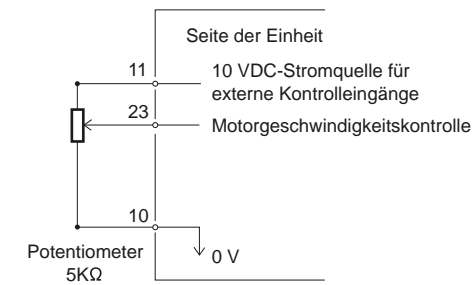 Seite der Einheit
11
10 VDC-Stromquelle für
externe Kontrolleingänge
23
Motorgeschwindigkeitskontrolle
10
0 V
Potentiometer
5KΩ